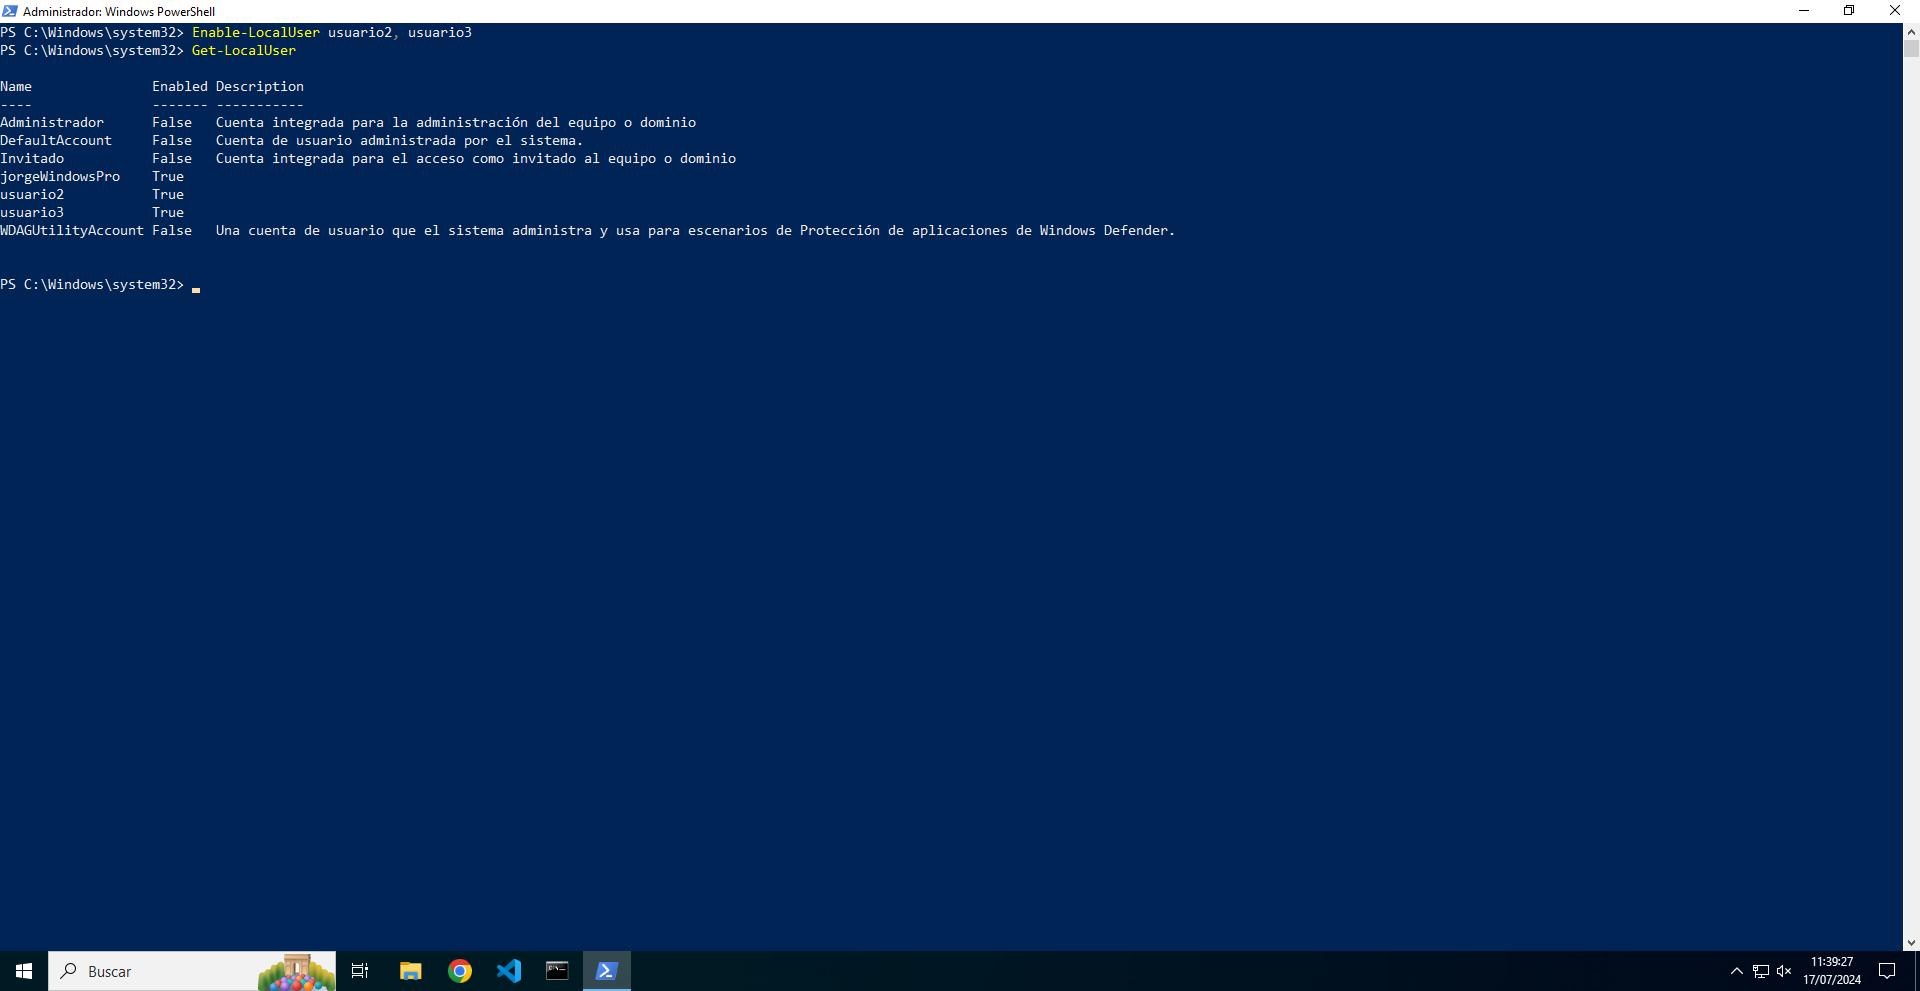 Administrador: Windows PowerShell
PS C:\Windows\system32> Enable-LocalUser usuario2, usuario3
PS C:\Windows\system32> Get-LocalUser
Name               Enabled Description
----               ------- -----------
Administrador      False   Cuenta integrada para la administración del equipo o dominio
DefaultAccount     False   Cuenta de usuario administrada por el sistema.
Invitado           False   Cuenta integrada para el acceso como invitado al equipo o dominio
jorgeWindowsPro    True
usuario2           True
usuario3           True
WDAGUtilityAccount False   Una cuenta de usuario que el sistema administra y usa para escenarios de Protección de aplicaciones de Windows Defender.
PS C:\Windows\system32>
Buscar
11:39:27
17/07/2024